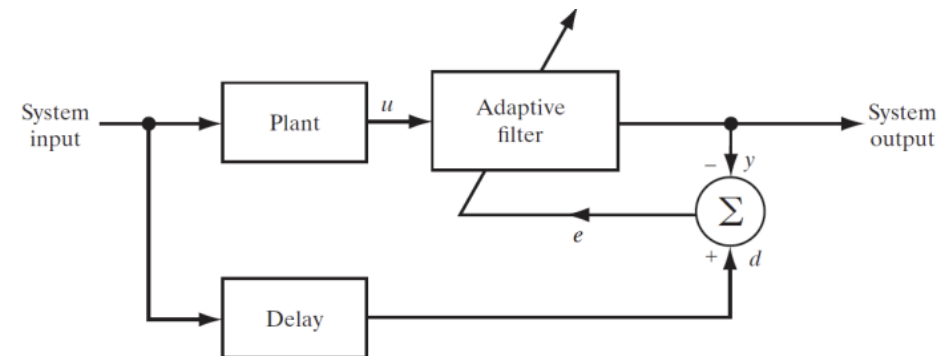 System
input
Plant
u
Adaptive
filter
System
output
− y
Σ
e
+ d
Delay